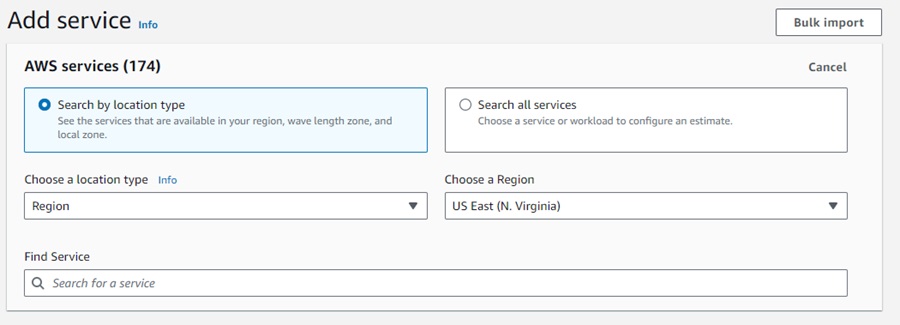 Add service Info
Bulk import
AWS services (174)
Cancel
Search by location type
See the services that are available in your region, wave length zone, and
local zone.
Search all services
Choose a service or workload to configure an estimate.
Choose a location type Info
Region
Choose a Region
US East (N. Virginia)
Find Service
Search for a service